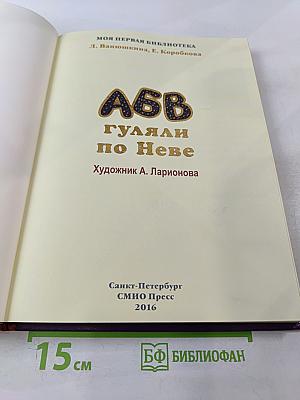 МОЯ ПЕРВАЯ БИБЛИОТЕКА
Л. Ванюшкина, Е. Коробкова
АБВ
ГУЛЯЛИ
ПО НЕВЕ
Художник А. Ларионова
Санкт-Петербург
СМИО Пресс
2016
15 см
БФ БИБЛИОФАН